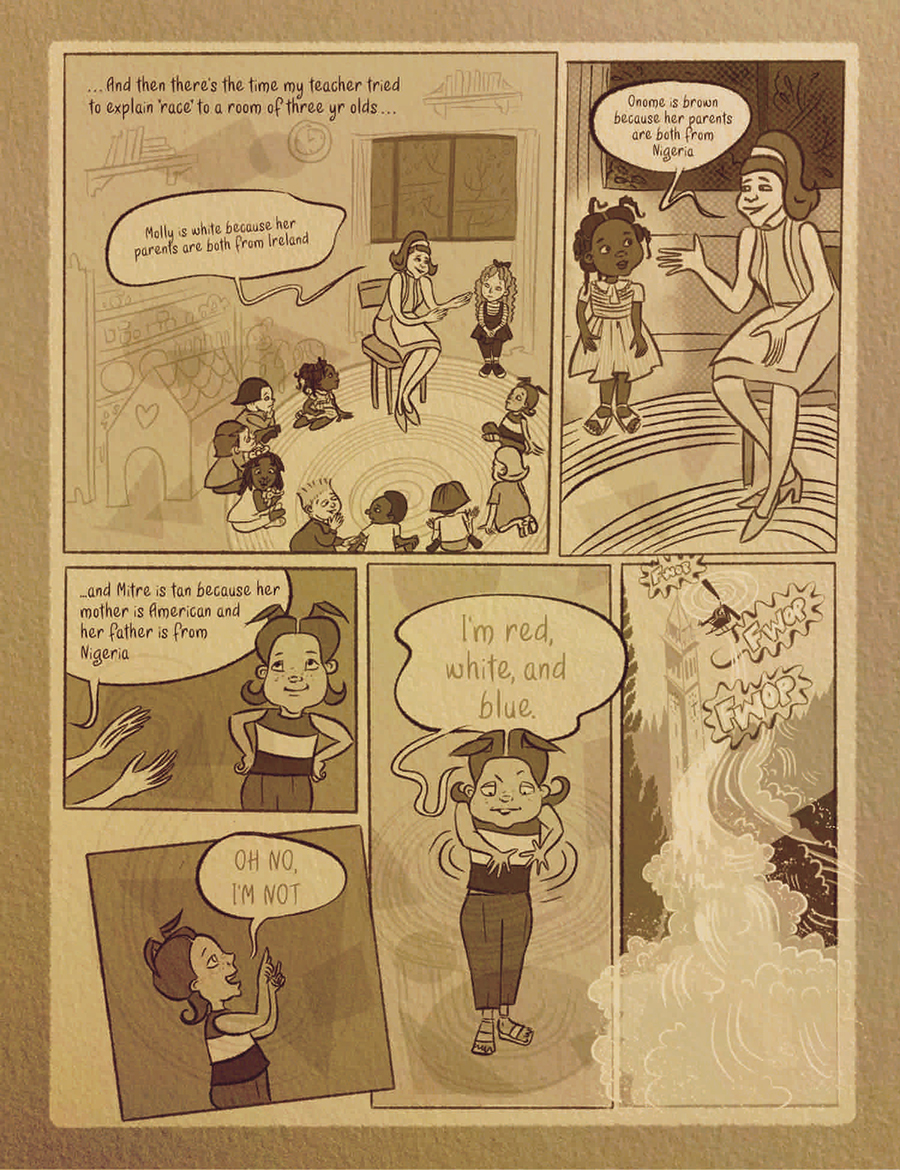 ...And then there's the time my teacher tried
to explain 'race' to a room of three yr olds...
Molly is white because her
parents are both from Ireland
Onome is brown
because her parents
are both from
Nigeria
...and Mitre is tan because her
mother is American and
her father is from
Nigeria
OH NO,
I'M NOT
I'm red,
white, and
blue.
FWOP
FWOP
FWOP